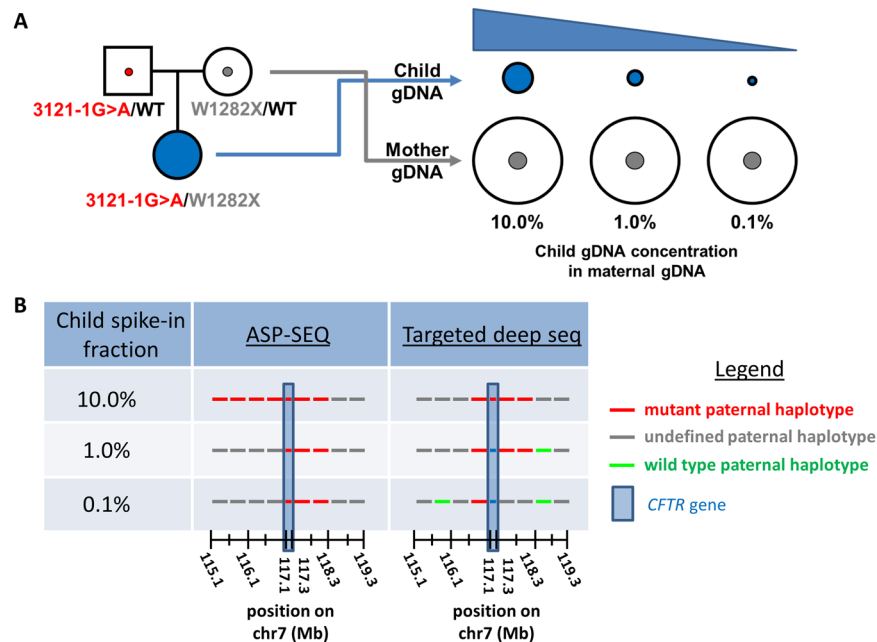 A
3121-1G>A/WT
W1282X/WT
3121-1G>A/W1282X
Child
gDNA
Mother
gDNA
10.0%
1.0%
0.1%
Child gDNA concentration
in maternal gDNA
B
Child spike-in
fraction
ASP-SEQ
Targeted deep seq
10.0%
1.0%
0.1%
115.1
116.1
117.1
117.3
118.3
119.3
position on
chr7 (Mb)
115.1
116.1
117.1
117.3
118.3
119.3
position on
chr7 (Mb)
Legend
mutant paternal haplotype
undefined paternal haplotype
wild type paternal haplotype
CFTR gene